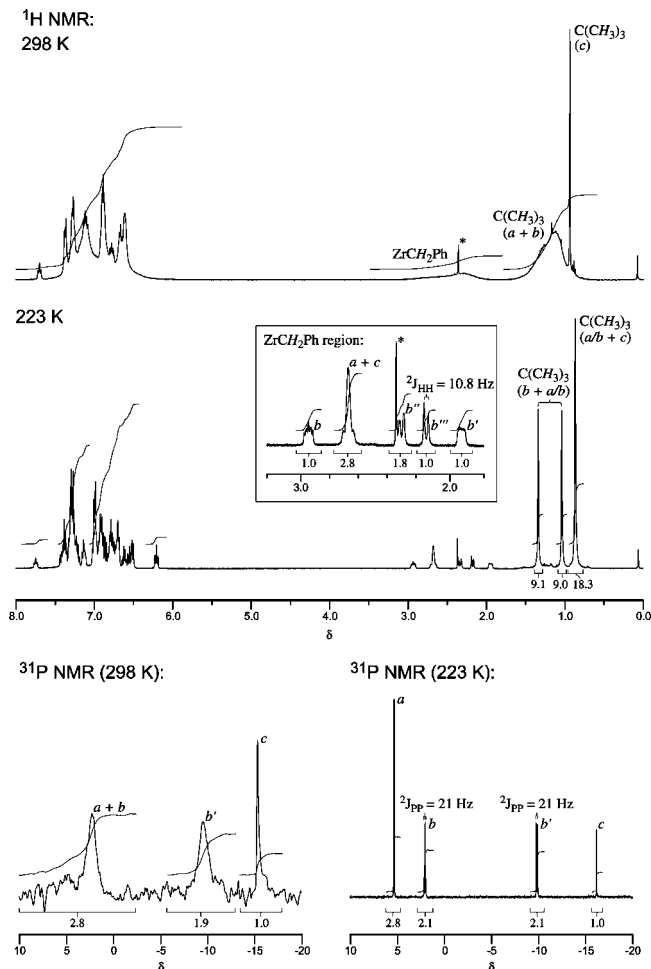 ¹H NMR:
298 K
C(CH₃)₃
(c)
C(CH₃)₃
(a + b)
ZrCH₂Ph
*
223 K
ZrCH₂Ph region:
*
a + c
²J_HH = 10.8 Hz
b
b''
b'''
b'
1.0
2.8
1.8
1.0
1.0
3.0
2.0
C(CH₃)₃
(a/b + c)
C(CH₃)₃
(b + a/b)
9.1
9.0
18.3
8.0
7.0
6.0
5.0
4.0
3.0
2.0
1.0
0.0
δ
³¹P NMR (298 K):
a + b
b'
c
2.8
1.9
1.0
10
5
0
-5
-10
-15
-20
δ
³¹P NMR (223 K):
a
²J_PP = 21 Hz
b
²J_PP = 21 Hz
b'
c
2.8
2.1
2.1
1.0
10
5
0
-5
-10
-15
-20
δ